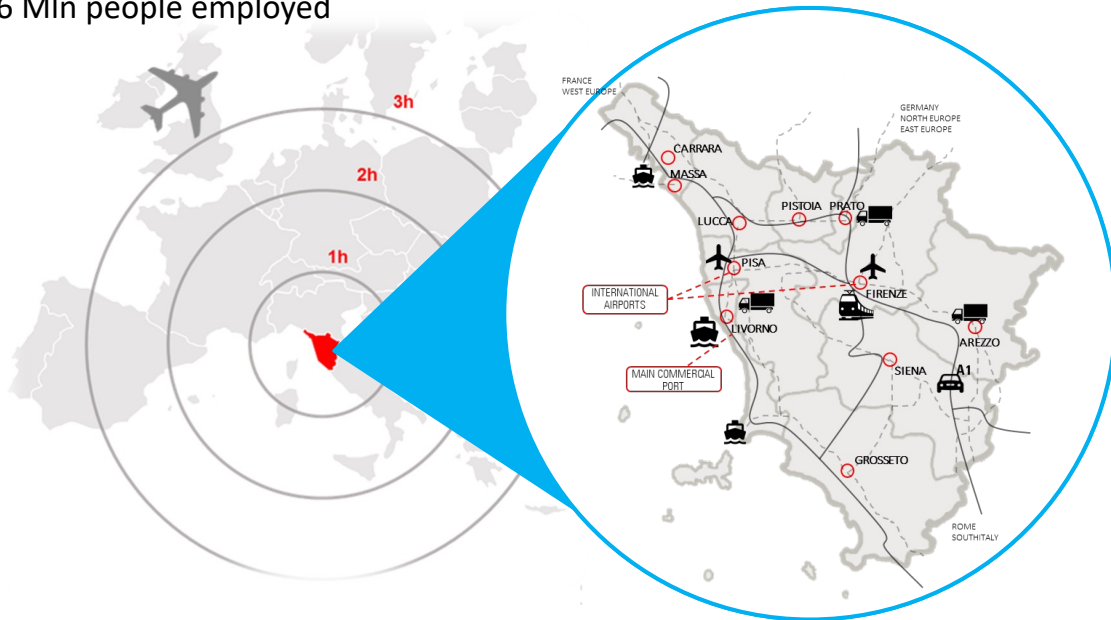 6 Mln people employed
3h
2h
1h
FRANCE
WEST EUROPE
GERMANY
NORTH EUROPE
EAST EUROPE
CARRARA
MASSA
LUCCA
PISTOIA
PRATO
PISA
FIRENZE
INTERNATIONAL
AIRPORTS
LIVORNO
AREZZO
MAIN COMMERCIAL
PORT
SIENA
A1
GROSSETO
ROME
SOUTHITALY